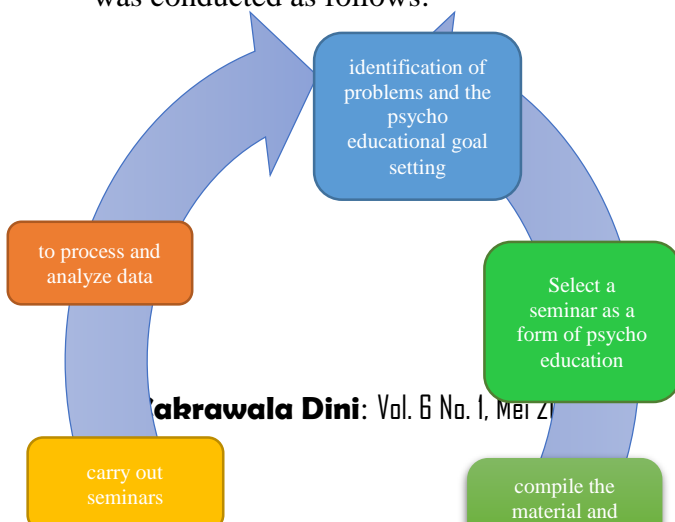 was conducted as follows:
identification of
problems and the
psycho
educational goal
setting
to process and
analyze data
Select a
seminar as a
form of psycho
education
akrawala Dini: Vol. 6 No. 1, Mei
carry out
seminars
compile the
material and